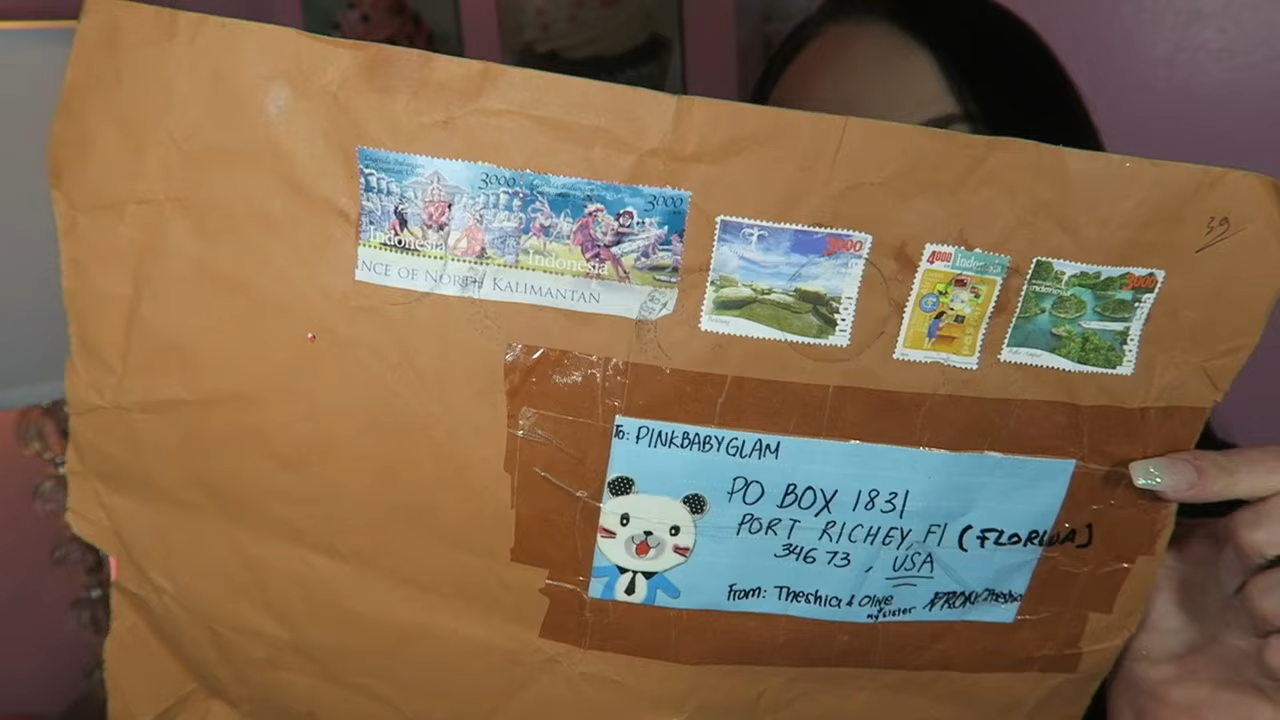 39
3000
3000
Indonesia
Indonesia
NCE OF NORTH KALIMANTAN
3000
4000 Indonesia
3000
Indonesia
To: PINKBABYGLAM
PO BOX 1831
PORT RICHEY, Fl (FLORIDA)
34673, USA
From: Theshia & Olive
My sister